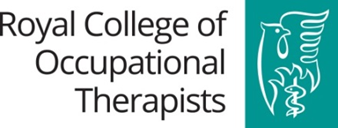 Royal College of
Occupational
Therapists